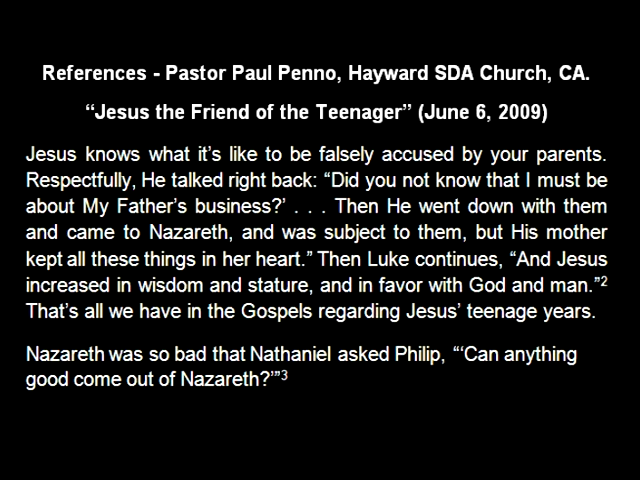 References - Pastor Paul Penno, Hayward SDA Church, CA.
“Jesus the Friend of the Teenager” (June 6, 2009)
Jesus knows what it’s like to be falsely accused by your parents.
Respectfully, He talked right back: “Did you not know that I must be
about My Father’s business?’ . . . Then He went down with them
and came to Nazareth, and was subject to them, but His mother
kept all these things in her heart.” Then Luke continues, “And Jesus
increased in wisdom and stature, and in favor with God and man.”2
That’s all we have in the Gospels regarding Jesus’ teenage years.
Nazareth was so bad that Nathaniel asked Philip, “‘Can anything
good come out of Nazareth?’”3